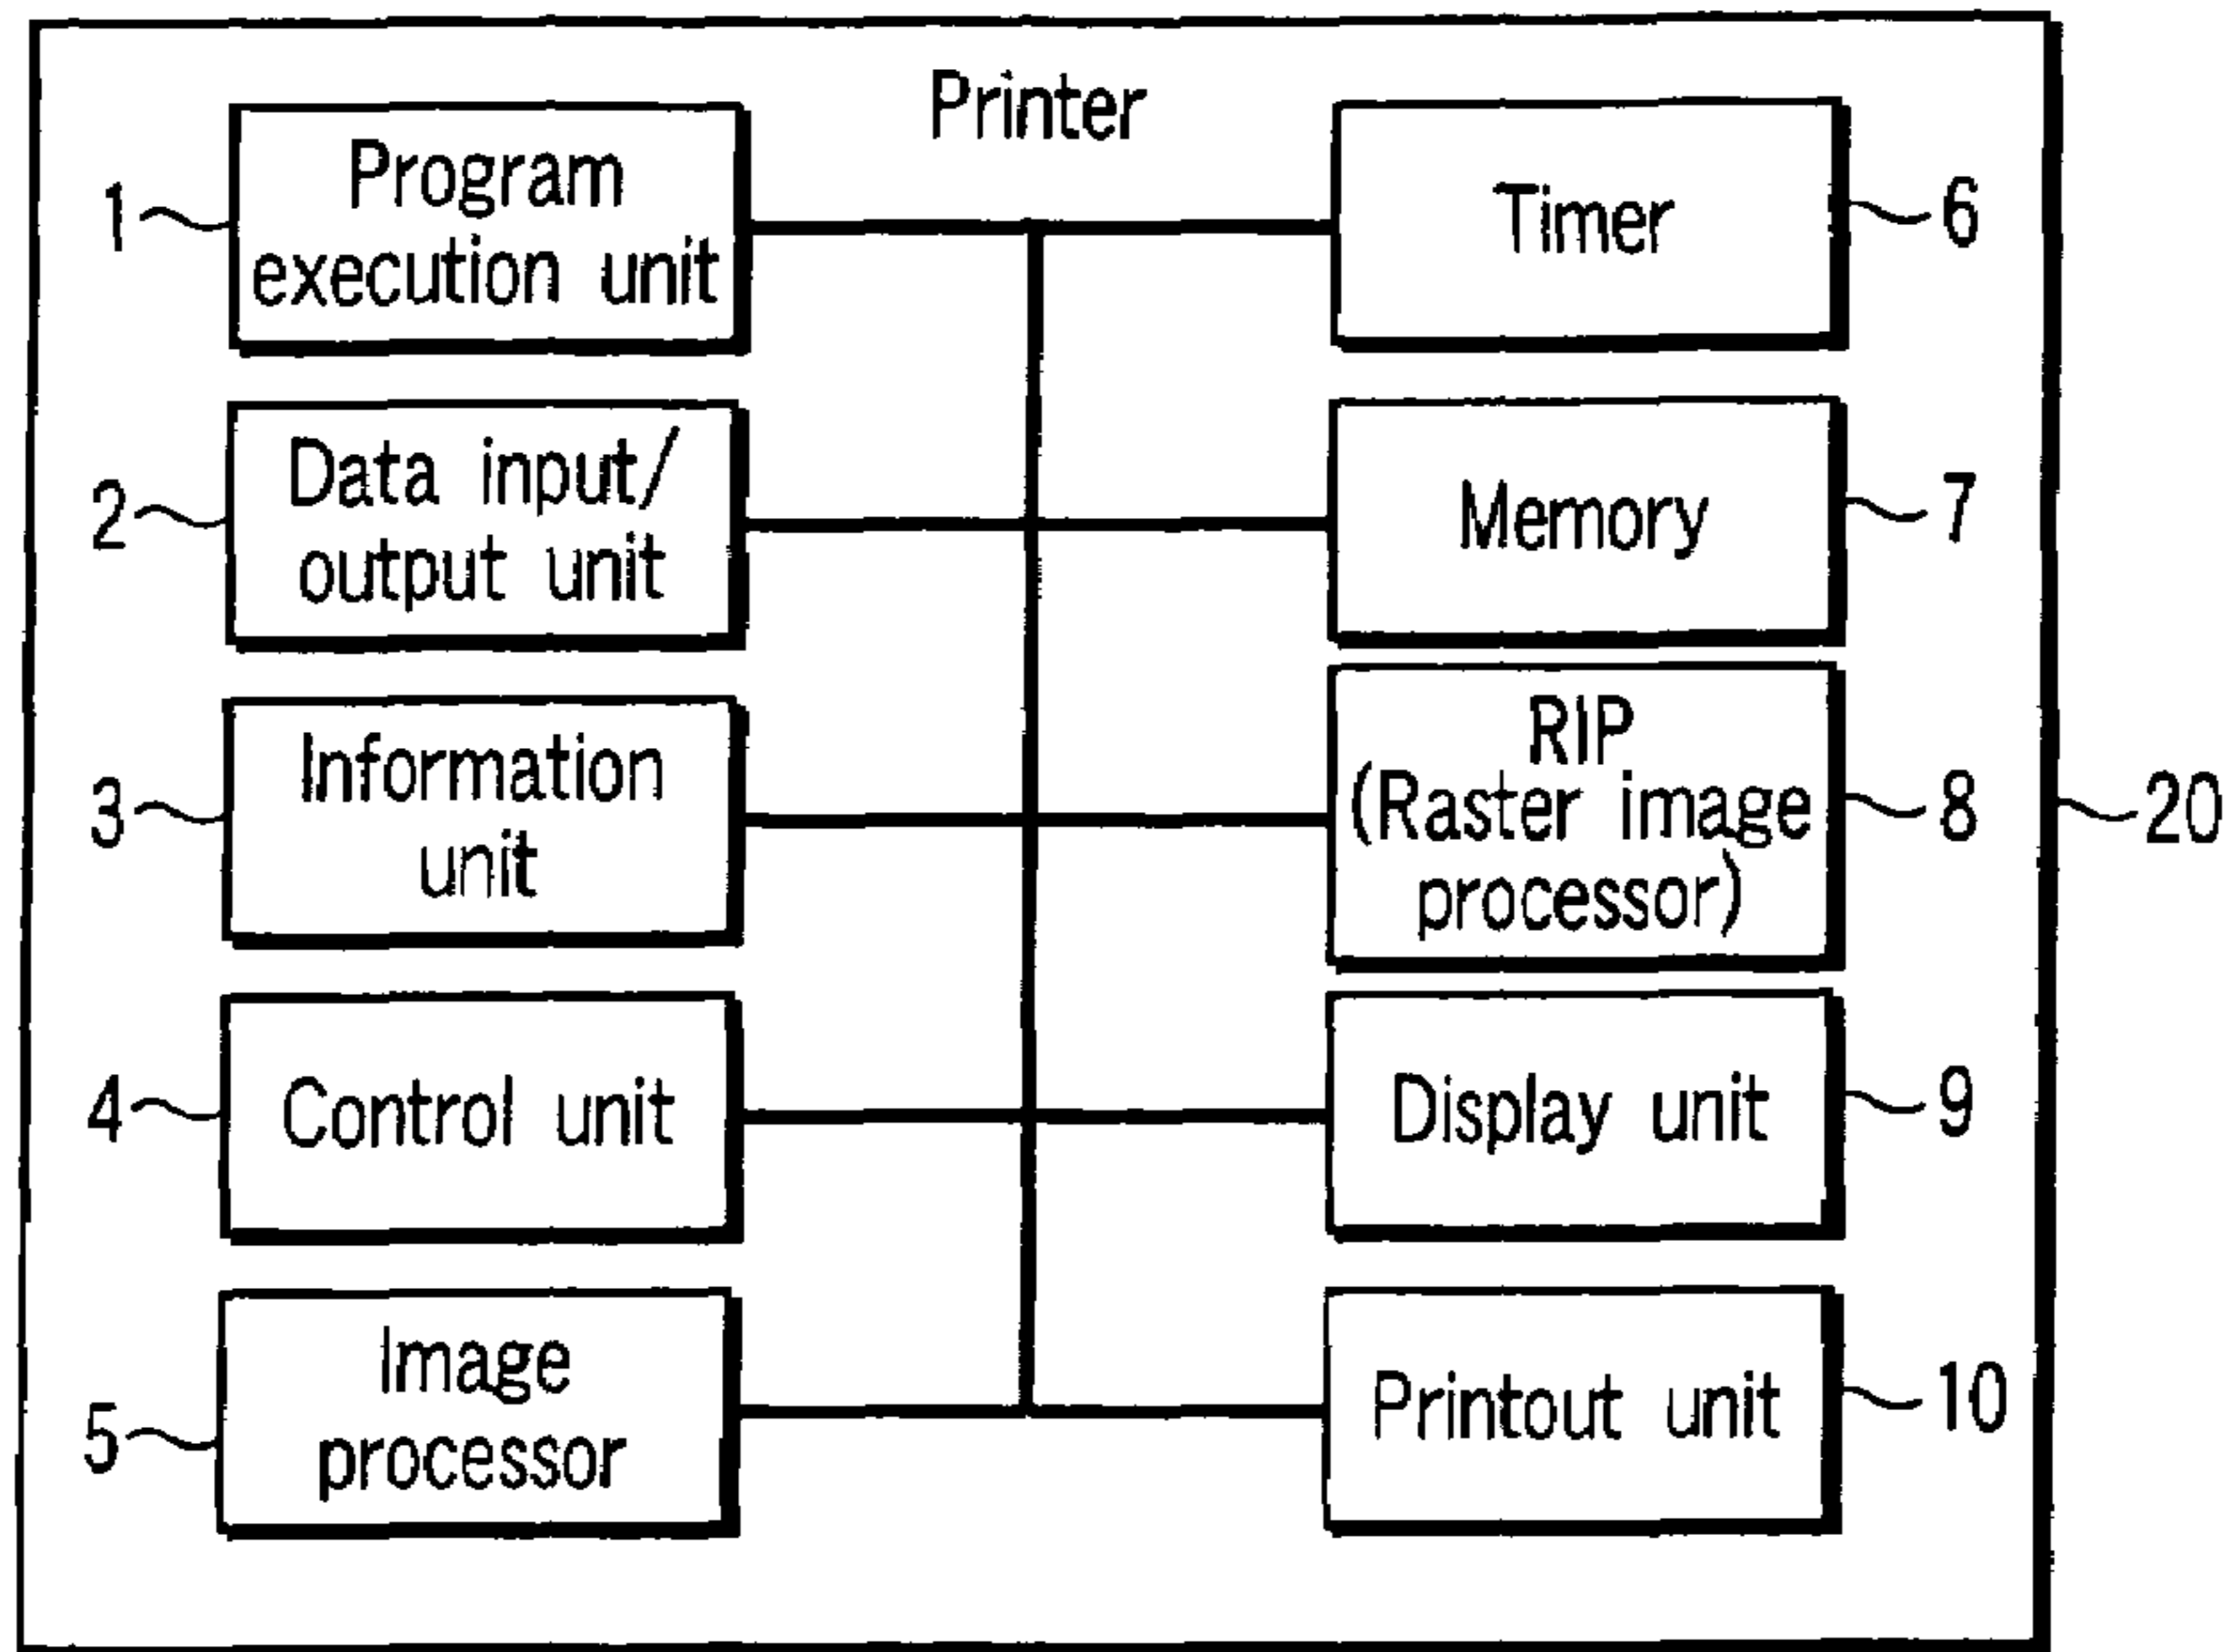 Printer
1
Program
execution unit
Timer
6
2
Data input/
output unit
Memory
7
3
Information
unit
RIP
(Raster image
processor)
8
20
4
Control unit
Display unit
9
5
Image
processor
Printout unit
10